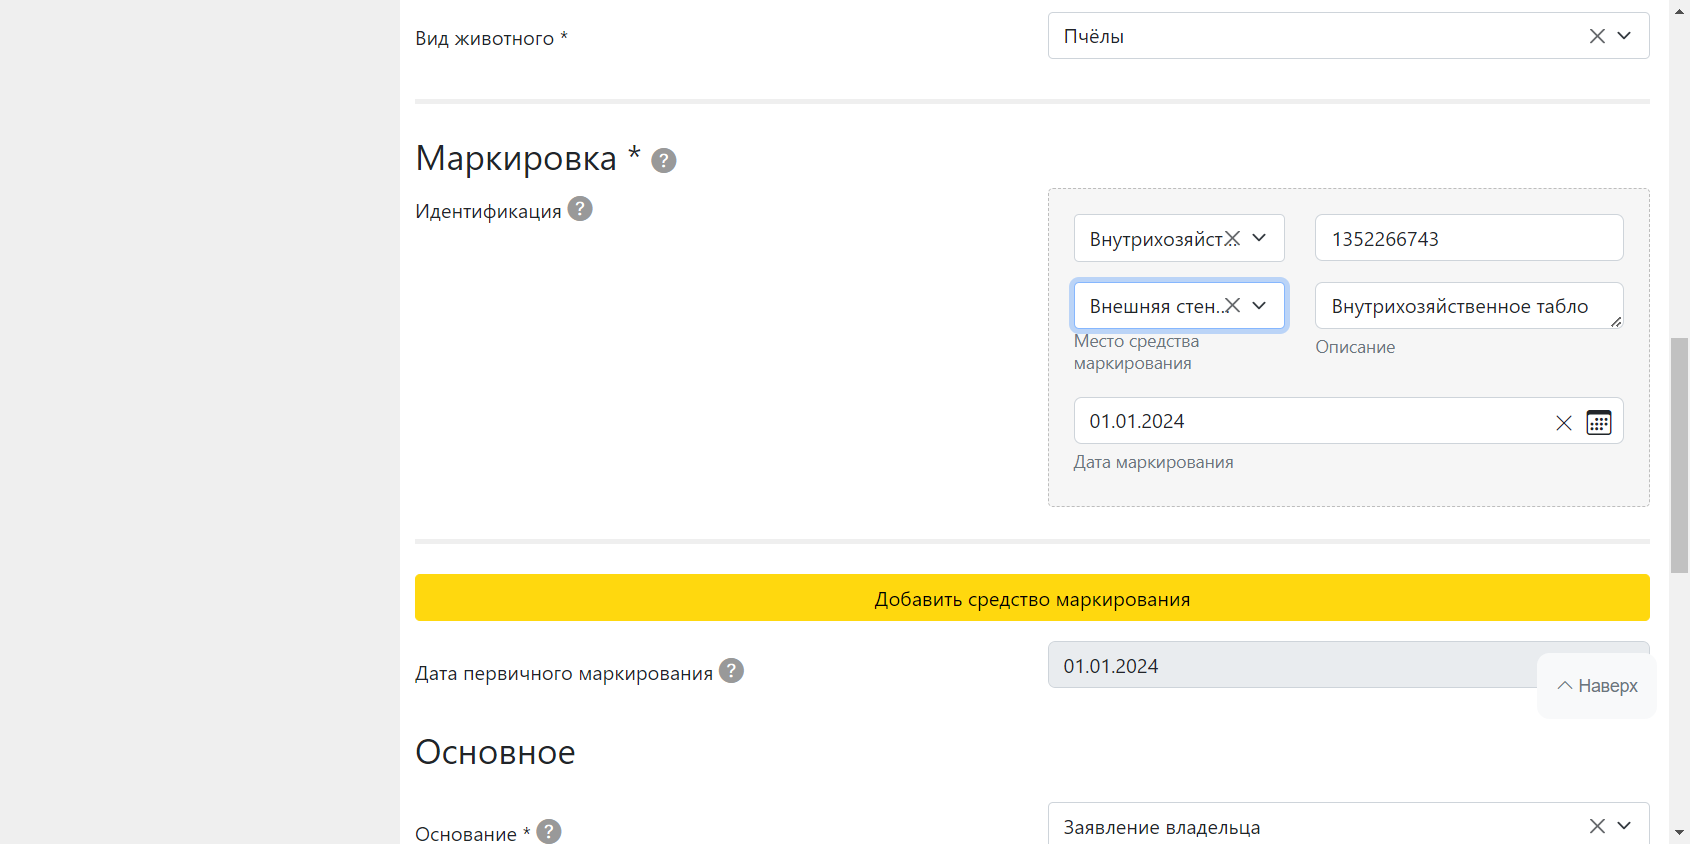 Вид животного *
Пчёлы
Маркировка *
Идентификация
Внутрихозяйст...
1352266743
Внешняя стен...
Внутрихозяйственное табло
Место средства
маркирования
Описание
01.01.2024
Дата маркирования
Добавить средство маркирования
Дата первичного маркирования
01.01.2024
Наверх
Основное
Основание *
Заявление владельца